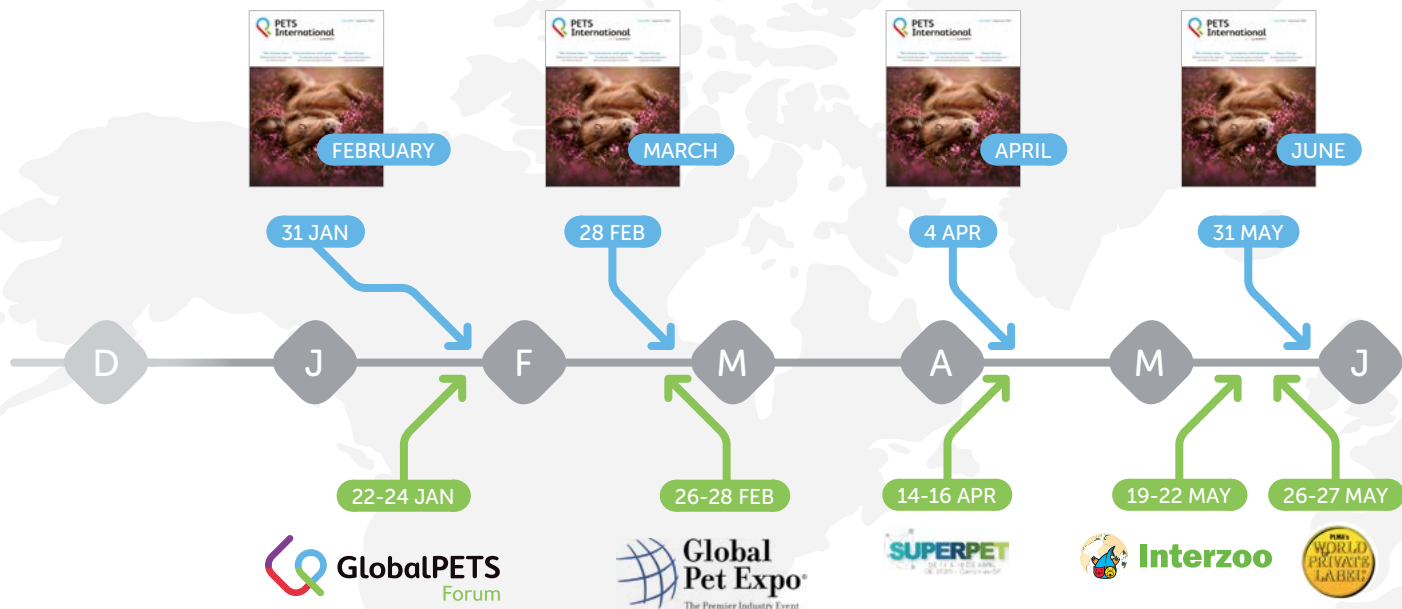 PETS
International
PETS
International
PETS
International
PETS
International
FEBRUARY
MARCH
APRIL
JUNE
31 JAN
28 FEB
4 APR
31 MAY
D
J
F
M
A
M
J
22-24 JAN
26-28 FEB
14-16 APR
19-22 MAY
26-27 MAY
GlobalPETS
Forum
Global
Pet Expo®
The Premier Industry Event
SUPERPET
Interzoo
PLMA's
WORLD
PRIVATE
LABEL